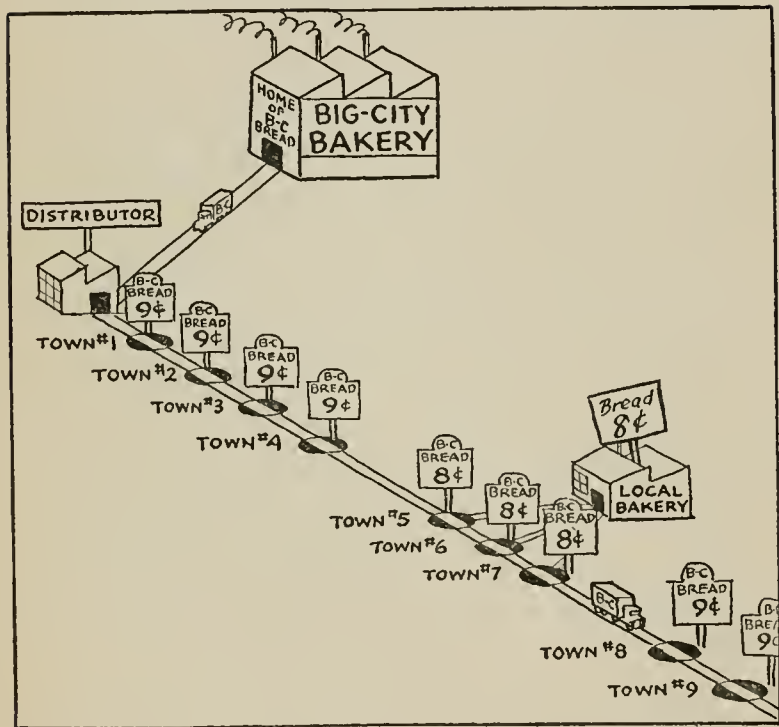 HOME
OF
B-C
BREAD
BIG-CITY
BAKERY
B-C
DISTRIBUTOR
B-C
BREAD
9¢
TOWN #1
B-C
BREAD
9¢
TOWN #2
B-C
BREAD
9¢
TOWN #3
B-C
BREAD
9¢
TOWN #4
Bread
8¢
LOCAL
BAKERY
B-C
BREAD
8¢
TOWN #5
B-C
BREAD
8¢
TOWN #6
B-C
BREAD
8¢
TOWN #7
B-C
B-C
BREAD
9¢
TOWN #8
BREA
TOWN #9